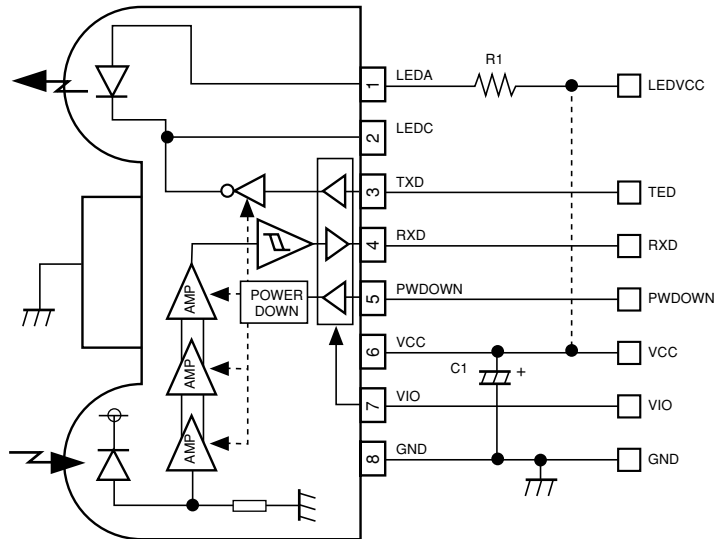 R1
1 LEDA LEDVCC
2 LEDC
3 TXD TED
4 RXD RXD
AMP
POWER
DOWN
5 PWDOWN PWDOWN
AMP
6 VCC VCC
C1 +
7 VIO VIO
AMP
8 GND GND